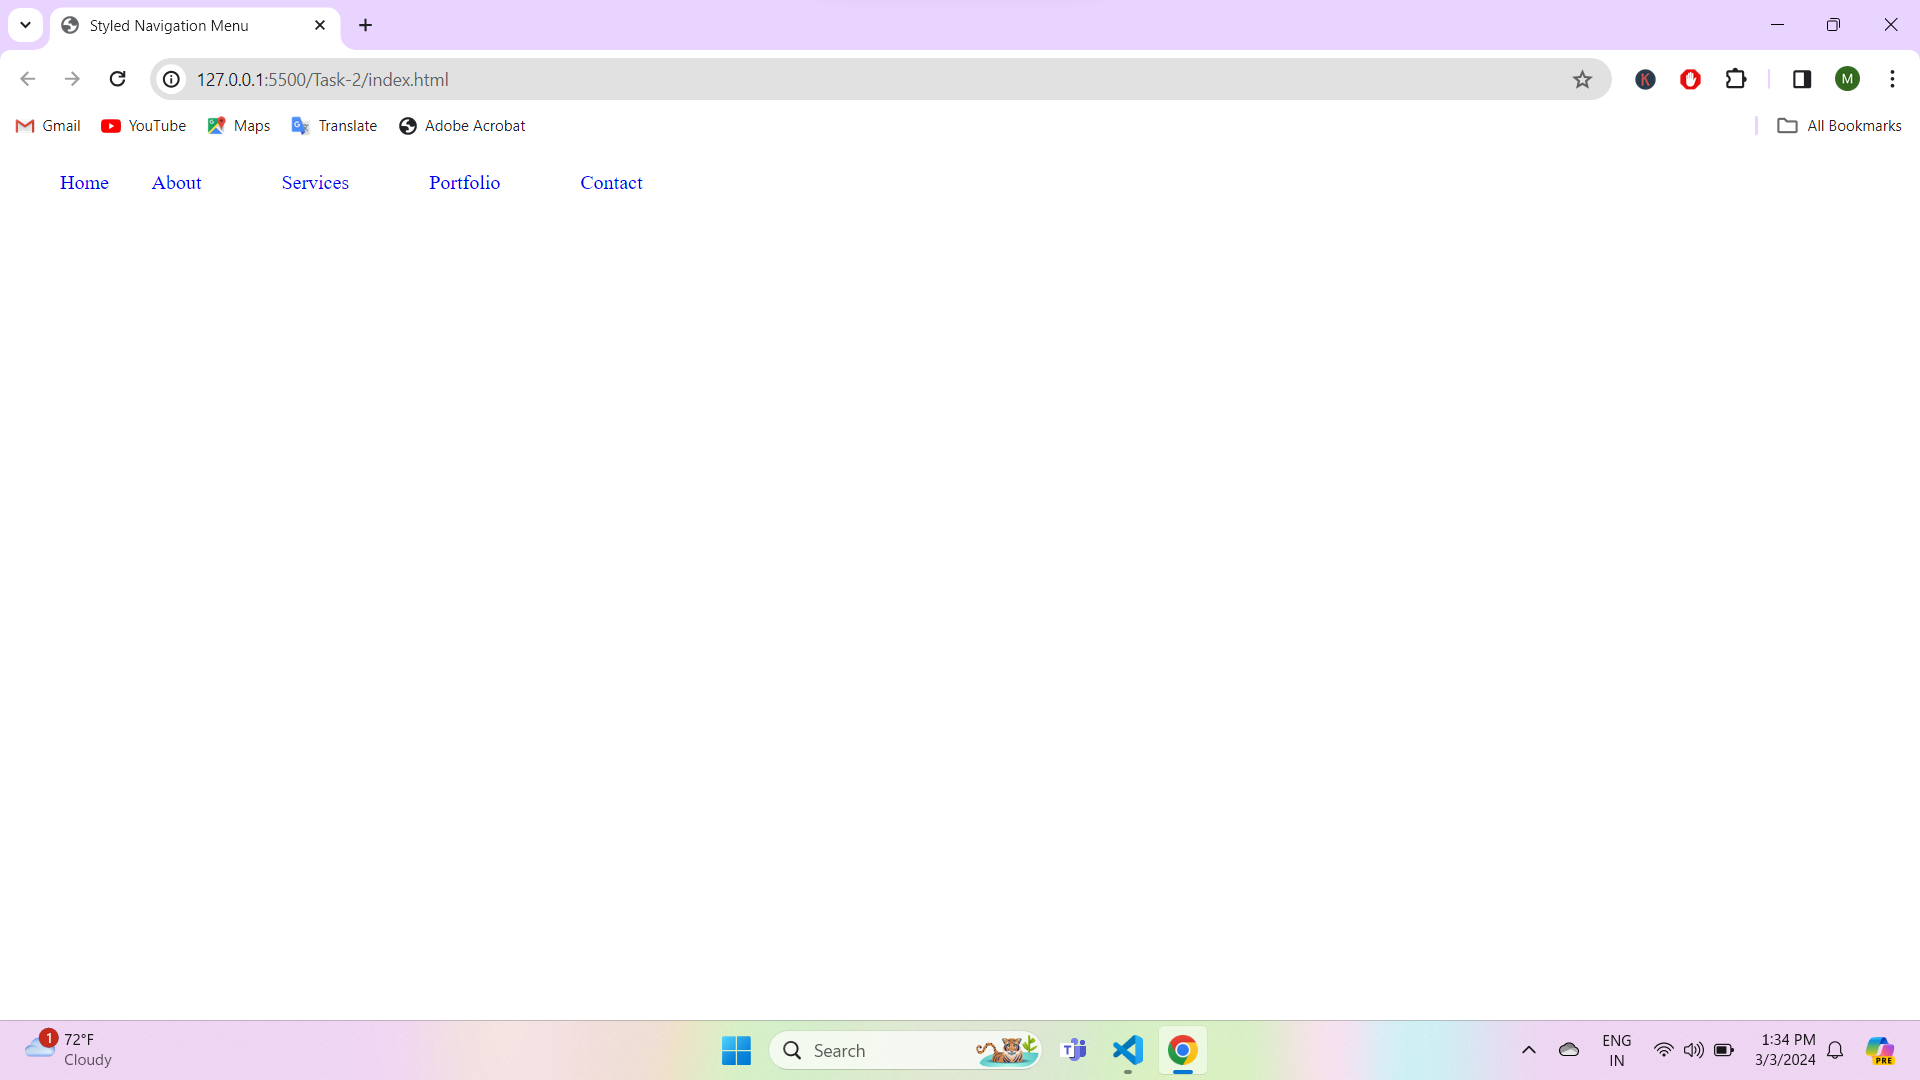 Styled Navigation Menu
127.0.0.1:5500/Task-2/index.html
K
M
Gmail YouTube Maps Translate Adobe Acrobat All Bookmarks
Home About Services Portfolio Contact
1
72°F
Cloudy
Search
T
ENG
IN
1:34 PM
3/3/2024
PRE